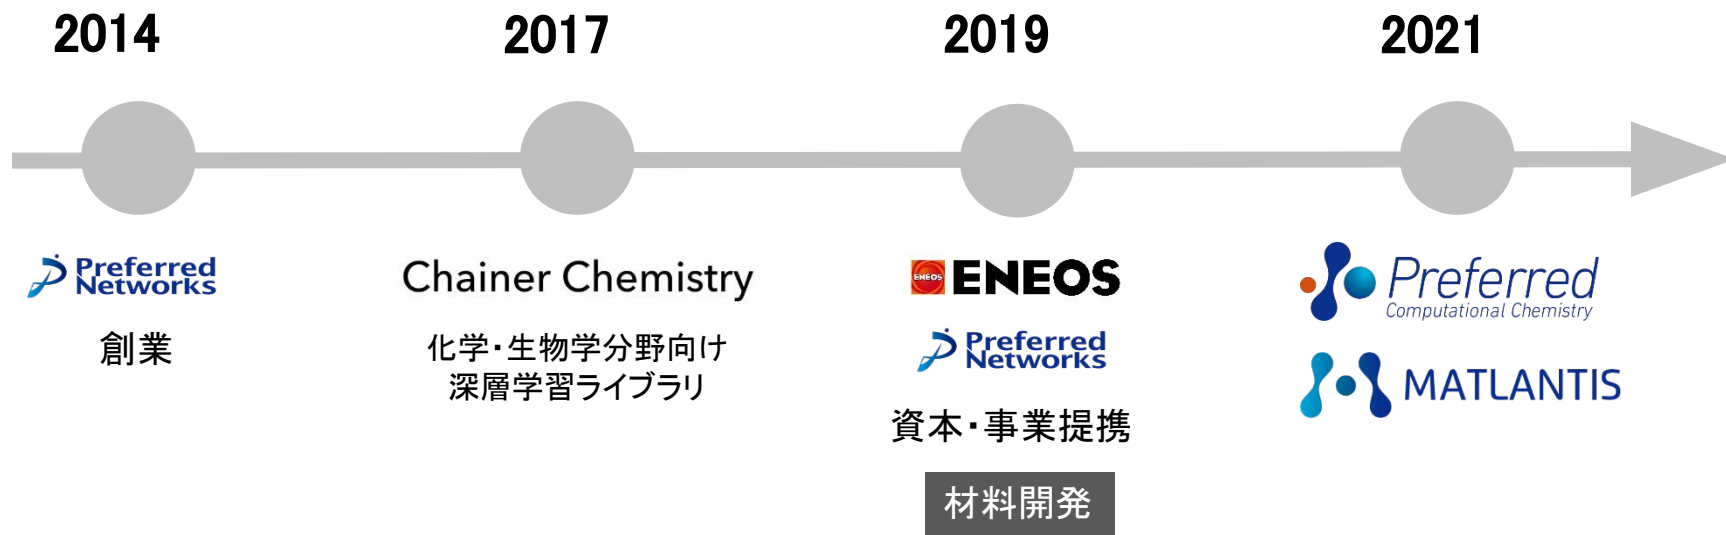 2014
2017
2019
2021
Preferred
Networks
創業
Chainer Chemistry
化学・生物学分野向け
深層学習ライブラリ
ENEOS
ENEOS
Preferred
Networks
資本・事業提携
材料開発
Preferred
Computational Chemistry
MATLANTIS